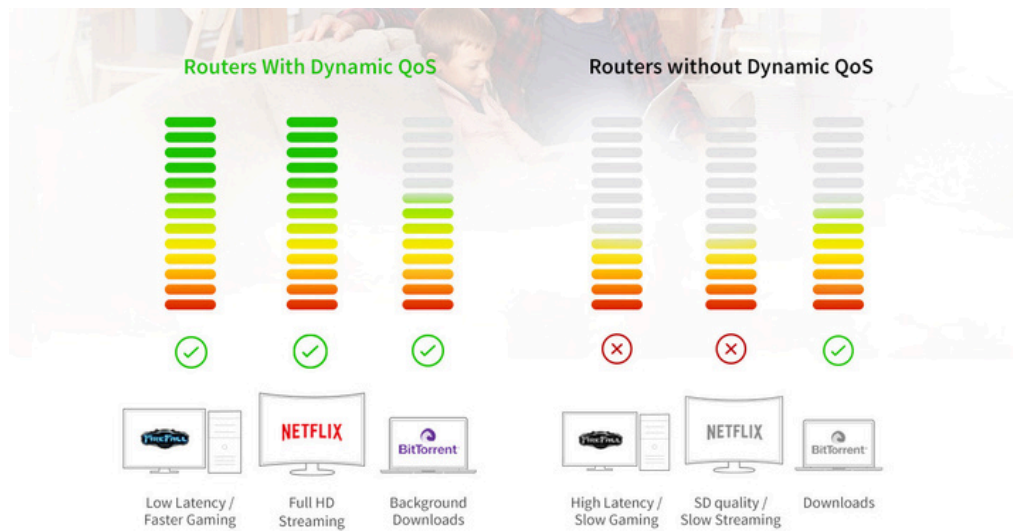 Routers With Dynamic QoS
Routers without Dynamic QoS
FIREFALL
NETFLIX
BitTorrent
FIREFALL
NETFLIX
BitTorrent
Low Latency /
Faster Gaming
Full HD
Streaming
Background
Downloads
High Latency /
Slow Gaming
SD quality /
Slow Streaming
Downloads